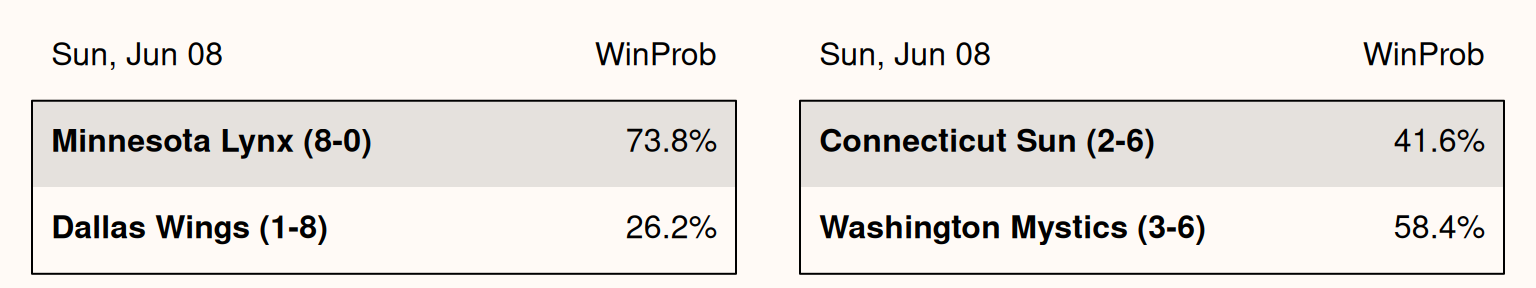 Sun, Jun 08 WinProb
Minnesota Lynx (8-0) 73.8%
Dallas Wings (1-8) 26.2%
Sun, Jun 08 WinProb
Connecticut Sun (2-6) 41.6%
Washington Mystics (3-6) 58.4%